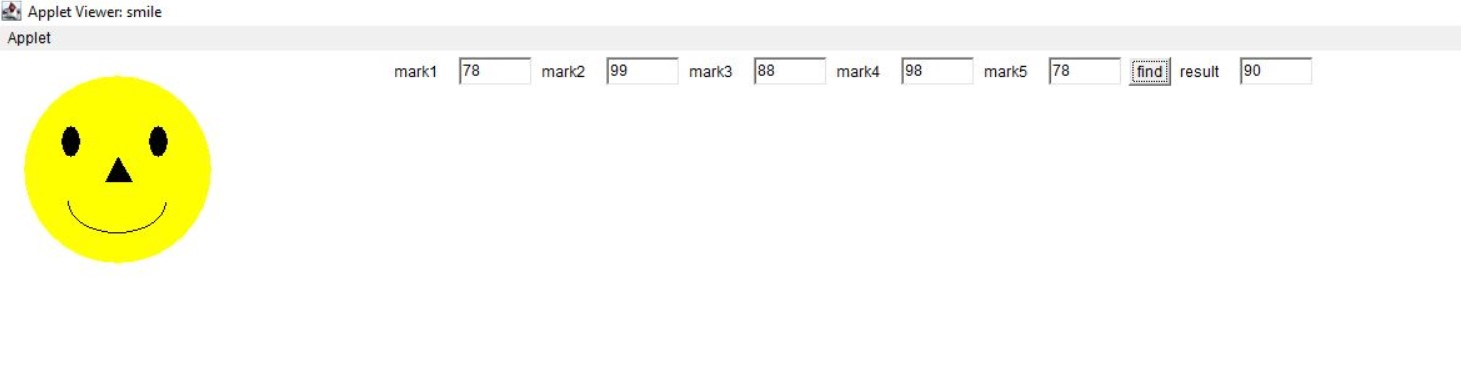 Applet Viewer: smile
Applet
mark1 78 mark2 99 mark3 88 mark4 98 mark5 78 find result 90